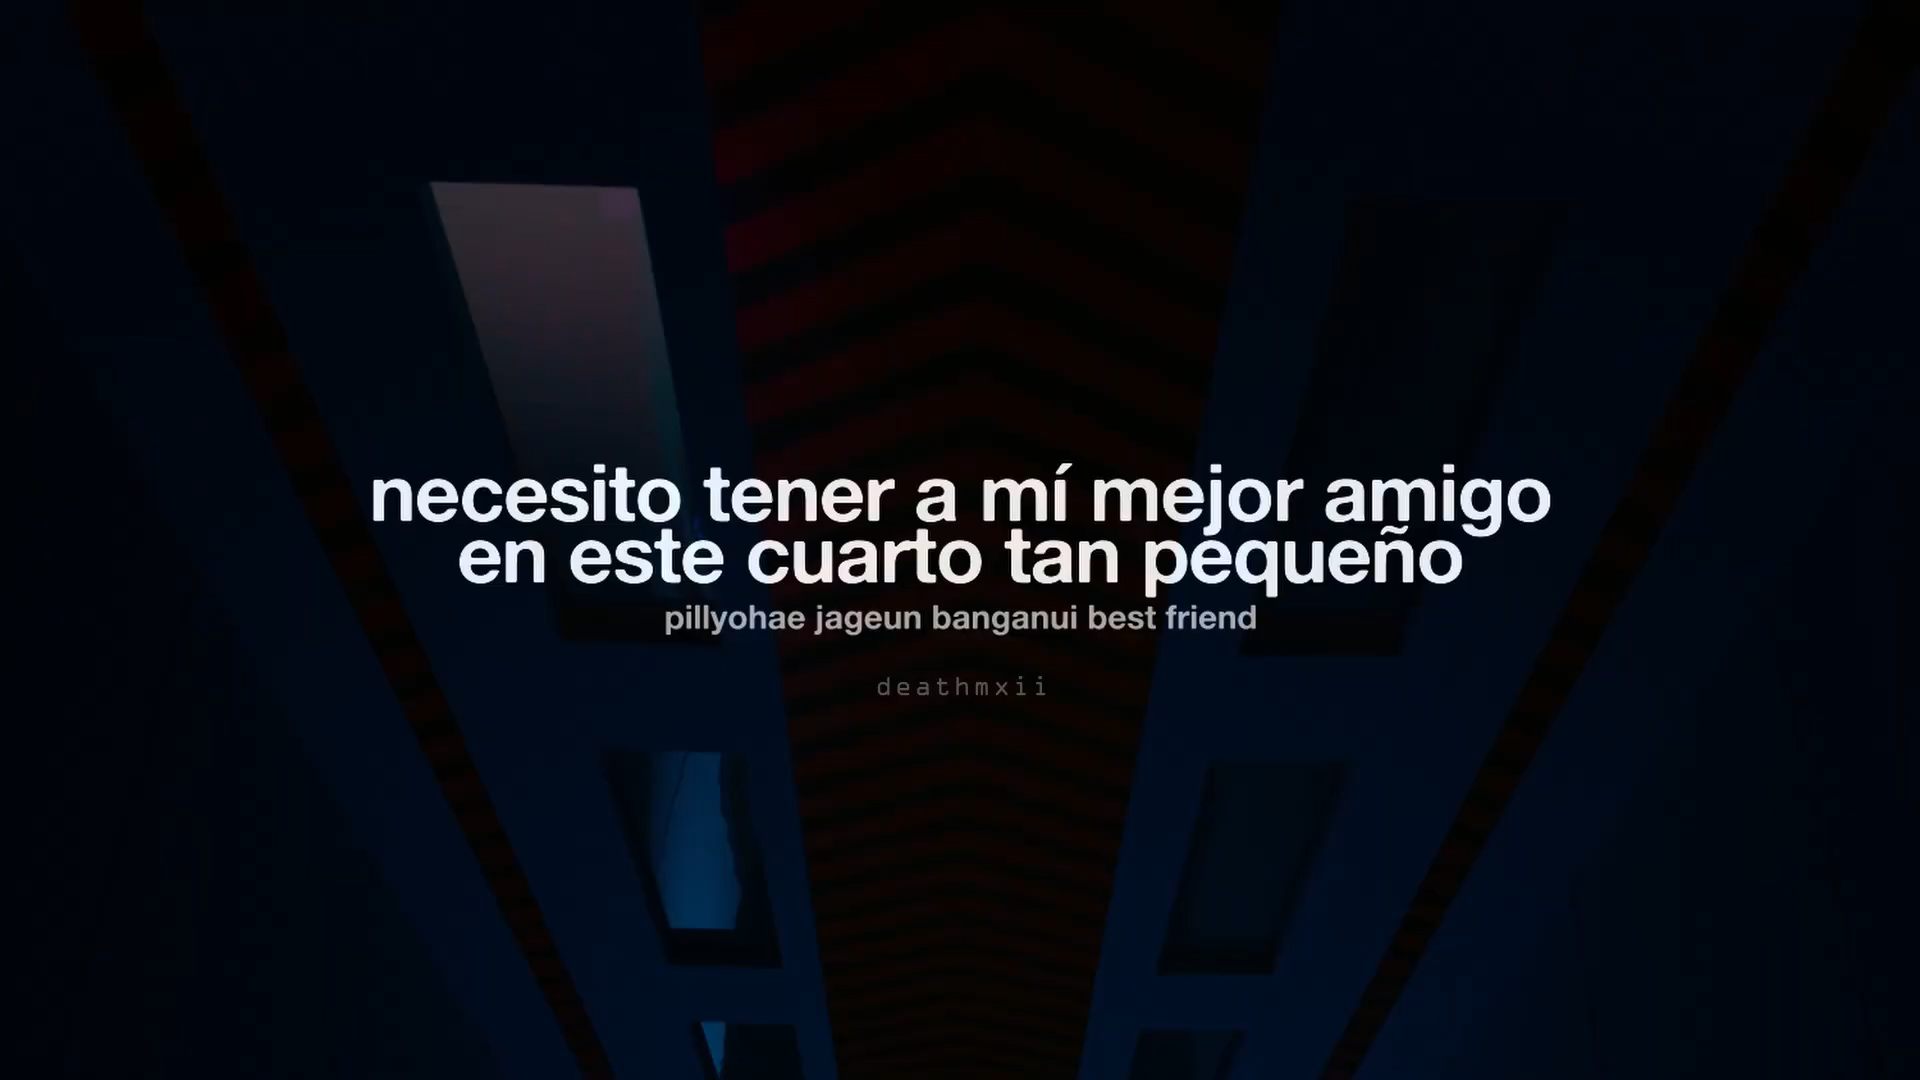 necesito tener a mí mejor amigo
en este cuarto tan pequeño
pillyohae jageun banganui best friend
deathmxii